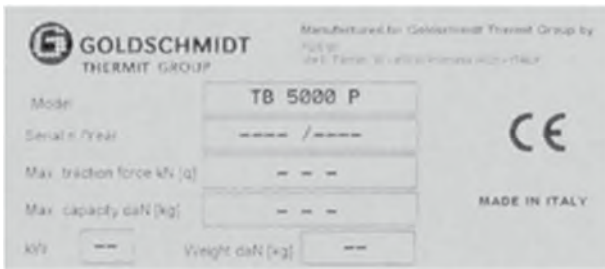 GOLDSCHMIDT
THERMIT GROUP
Manufactured for Goldschmidt Thermit Group by
Model
TB 5000 P
Serial n°/Year
---- /----
Max. traction force kN [q]
- - -
Max. capacity daN [kg]
- - -
kW
--
Weight daN [kg]
--
CE
MADE IN ITALY